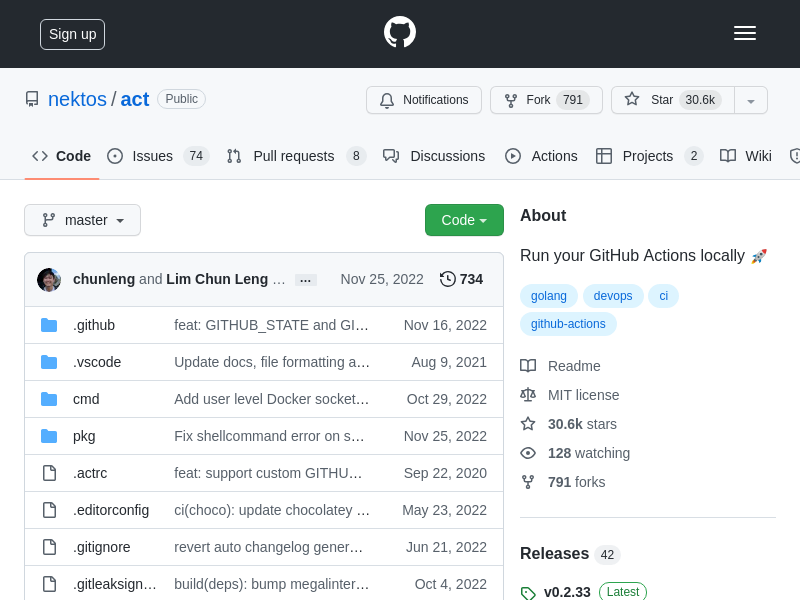 Sign up
nektos / act Public
Notifications Fork 791 Star 30.6k
Code Issues 74 Pull requests 8 Discussions Actions Projects 2 Wiki
master Code
chunleng and Lim Chun Leng … ... Nov 25, 2022 734
.github feat: GITHUB_STATE and GI… Nov 16, 2022
.vscode Update docs, file formatting a… Aug 9, 2021
cmd Add user level Docker socket… Oct 29, 2022
pkg Fix shellcommand error on s… Nov 25, 2022
.actrc feat: support custom GITHU… Sep 22, 2020
.editorconfig ci(choco): update chocolatey … May 23, 2022
.gitignore revert auto changelog gener… Jun 21, 2022
.gitleaksign… build(deps): bump megalinter… Oct 4, 2022
About
Run your GitHub Actions locally 🚀
golang devops ci
github-actions
Readme
MIT license
30.6k stars
128 watching
791 forks
Releases 42
v0.2.33 Latest